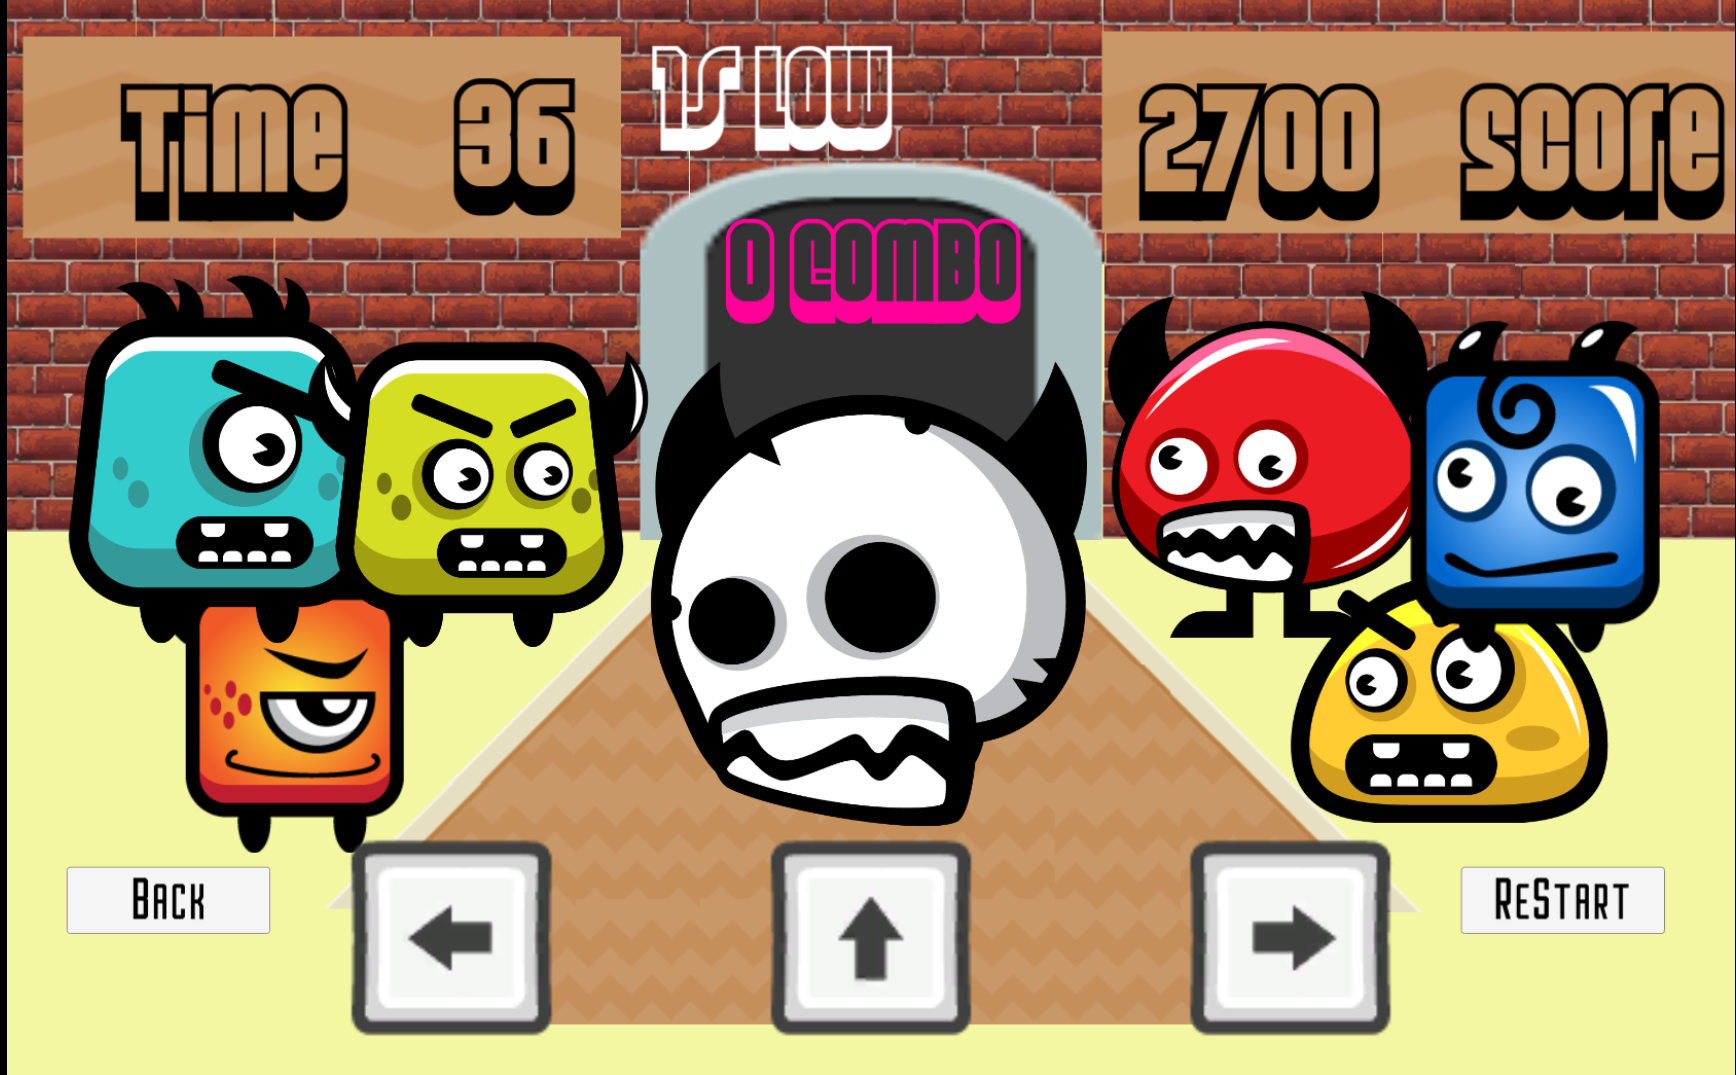 Time 36
1S LOW
2700 Score
0 COMBO
BACK
RESTART